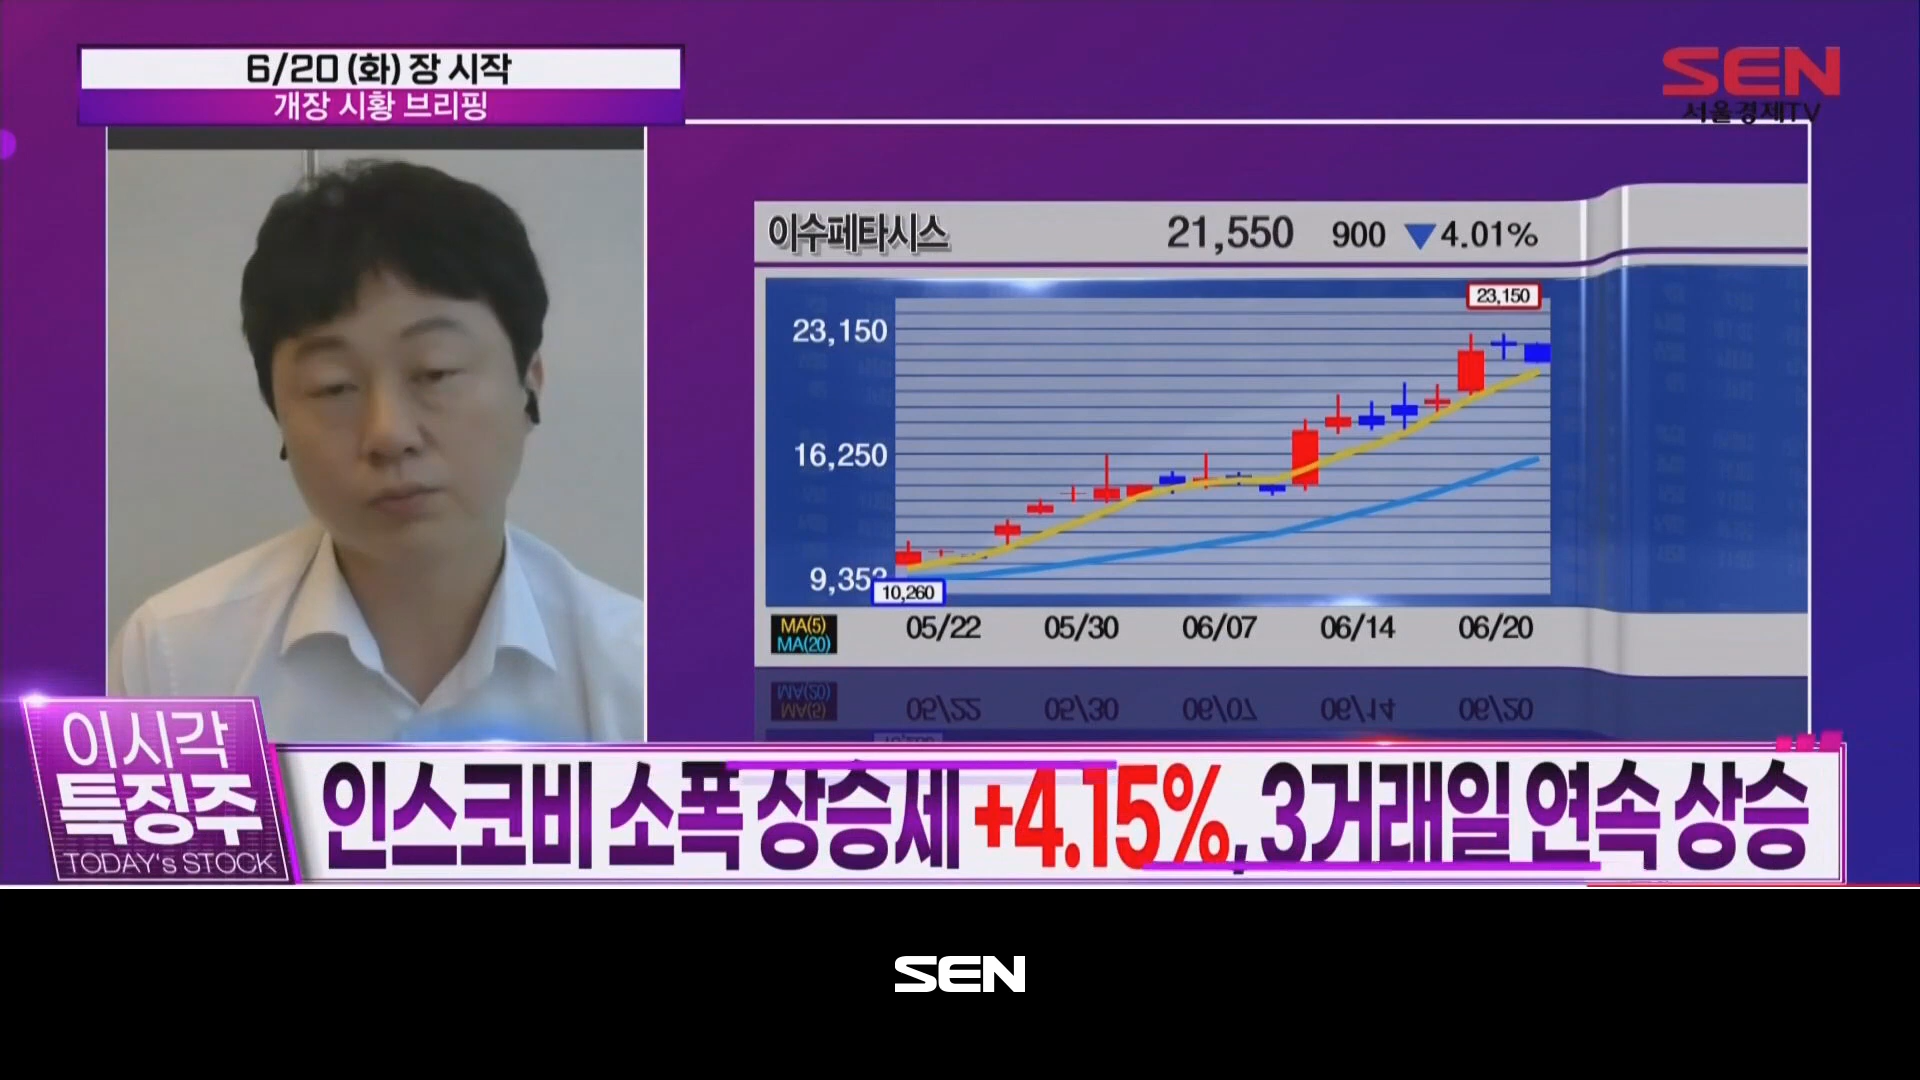 6/20 (화) 장 시작
개장 시황 브리핑
SEN
서울경제TV
이수페타시스 21,550 900 ▼4.01%
23,150
23,150
16,250
9,353
10,260
MA(5)
MA(20)
05/22 05/30 06/07 06/14 06/20
이시각
특징주
TODAY's STOCK
인스코비 소폭 상승세 +4.15%, 3거래일 연속 상승
SEN